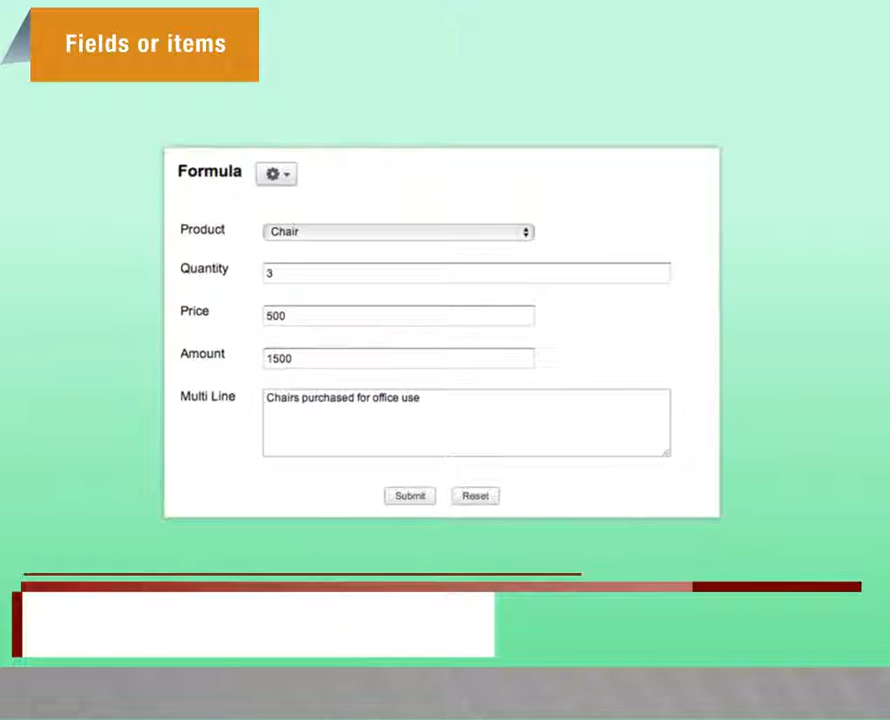 Fields or items
Formula
Product Chair
Quantity 3
Price 500
Amount 1500
Multi Line Chairs purchased for office use
Submit Reset